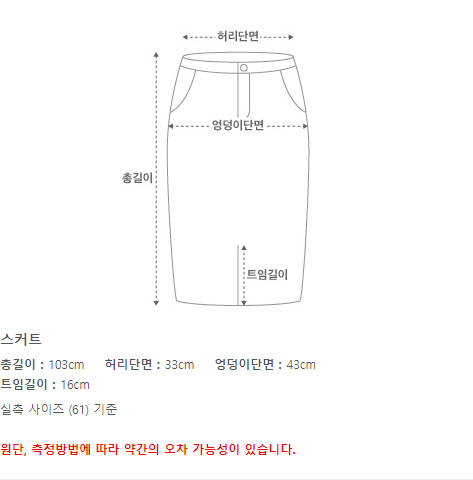 허리단면
엉덩이단면
총길이
트임길이
스커트
총길이 : 103cm 허리단면 : 33cm 엉덩이단면 : 43cm
트임길이 : 16cm
실측 사이즈 (61) 기준
원단, 측정방법에 따라 약간의 오차 가능성이 있습니다.